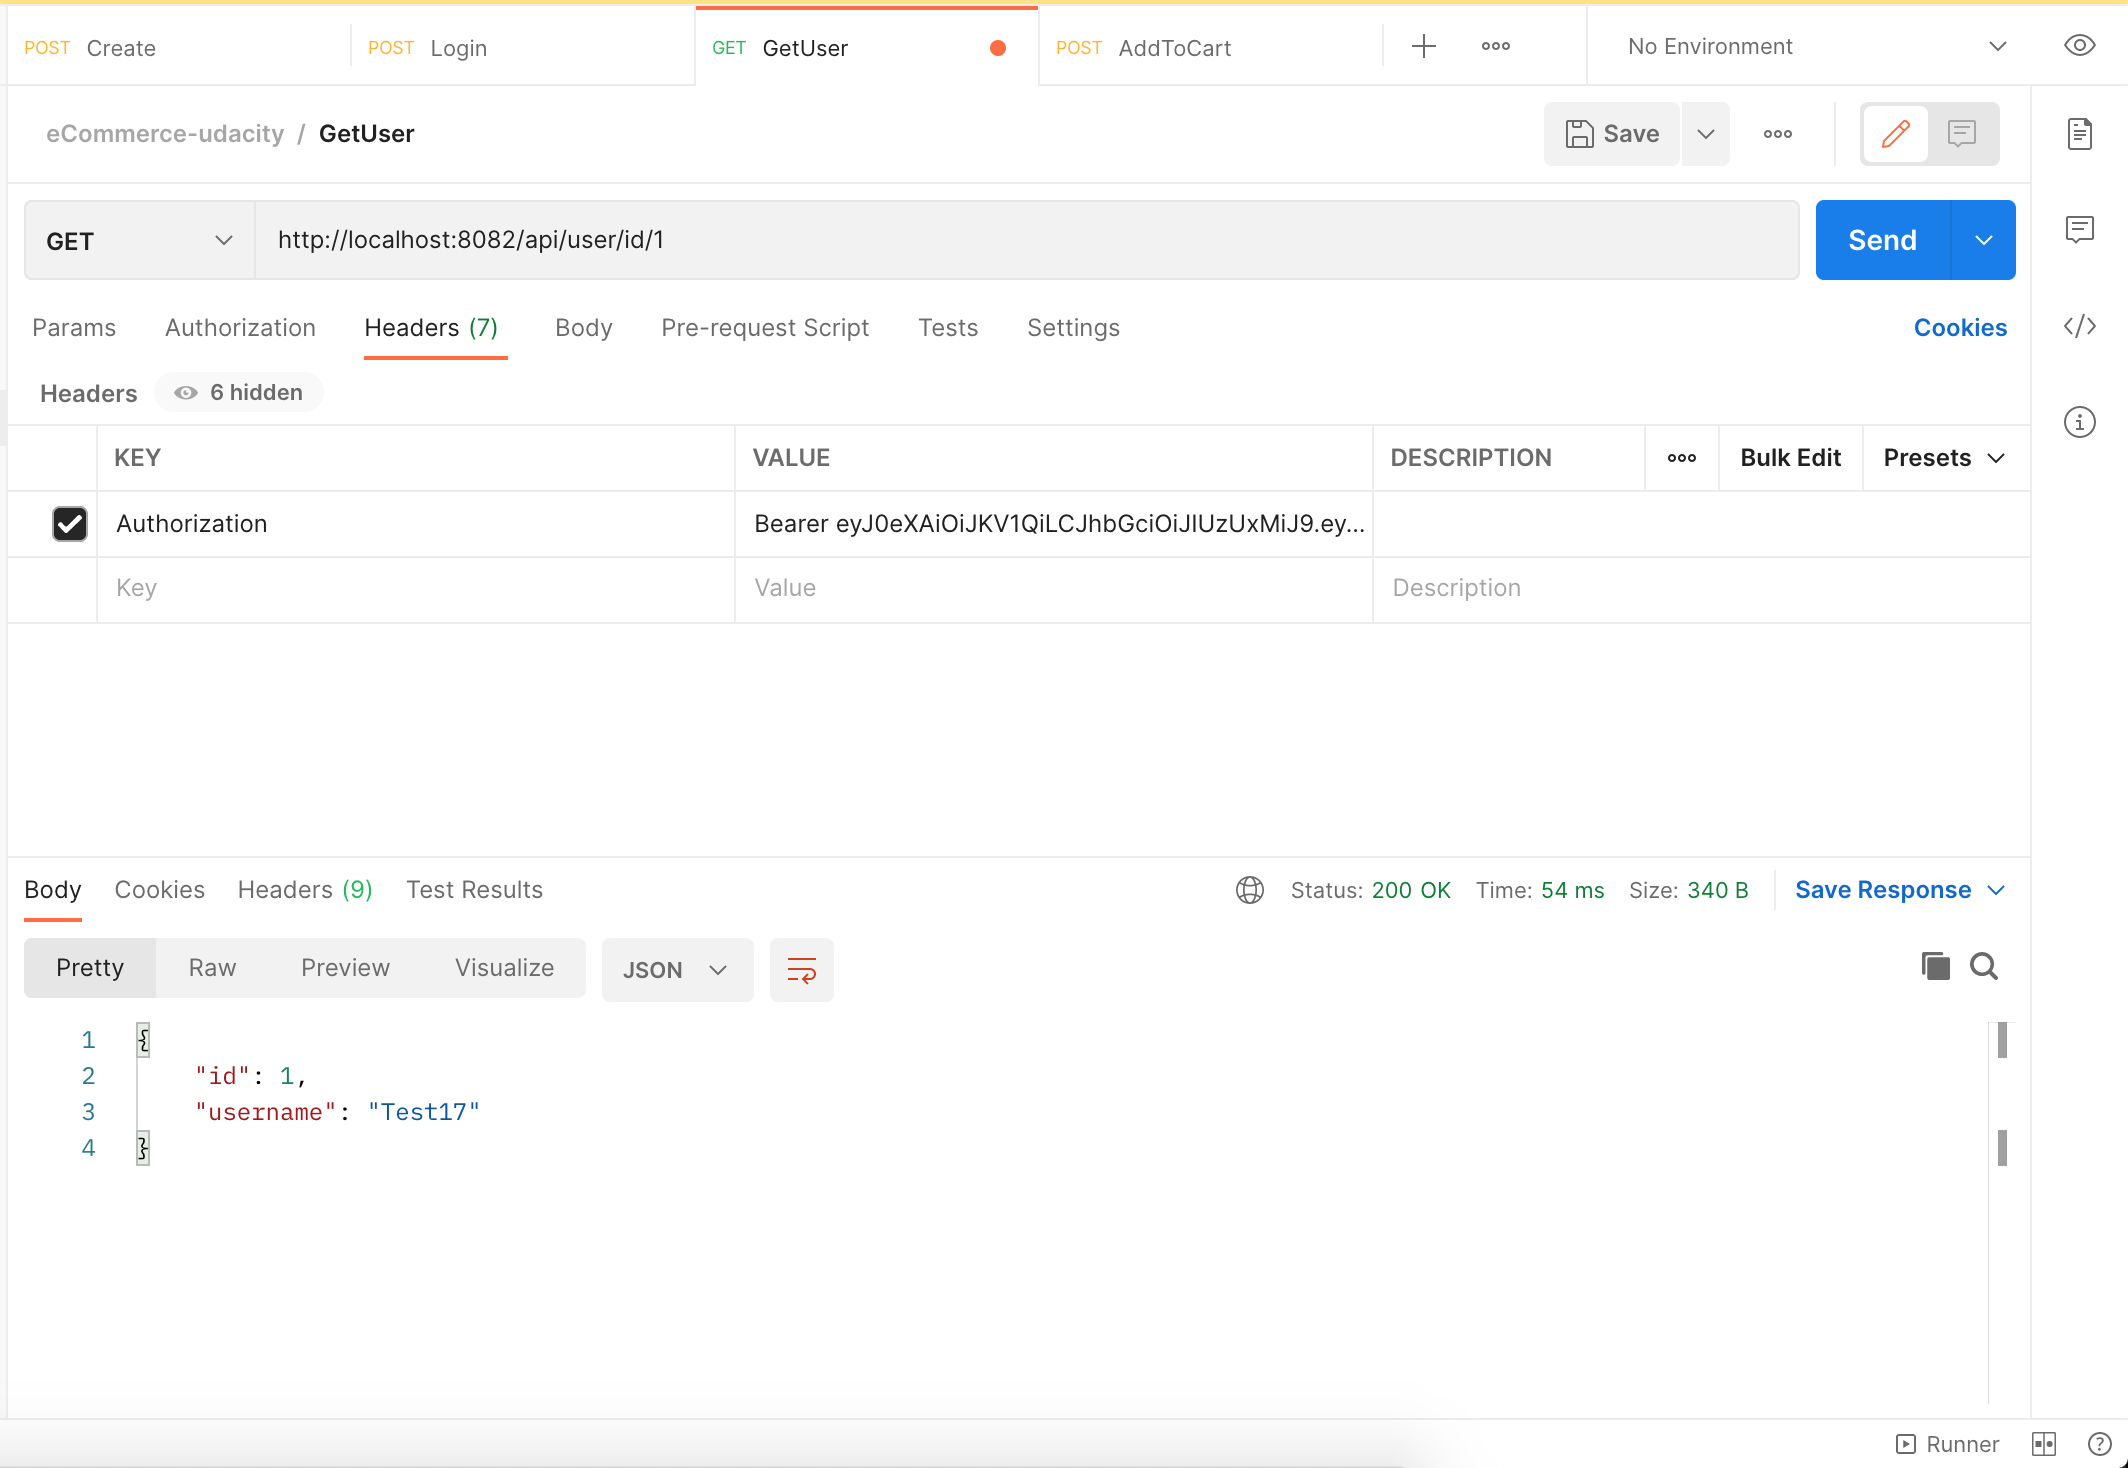 POST Create POST Login GET GetUser POST AddToCart No Environment
eCommerce-udacity / GetUser Save
GET http://localhost:8082/api/user/id/1 Send
Params Authorization Headers (7) Body Pre-request Script Tests Settings Cookies
Headers 6 hidden
KEY VALUE DESCRIPTION Bulk Edit Presets
Authorization Bearer eyJ0eXAiOiJKV1QiLCJhbGciOiJIUzUxMiJ9.ey...
Key Value Description
Body Cookies Headers (9) Test Results Status: 200 OK Time: 54 ms Size: 340 B Save Response
Pretty Raw Preview Visualize JSON
1 {
2 "id": 1,
3 "username": "Test17"
4 }
Runner